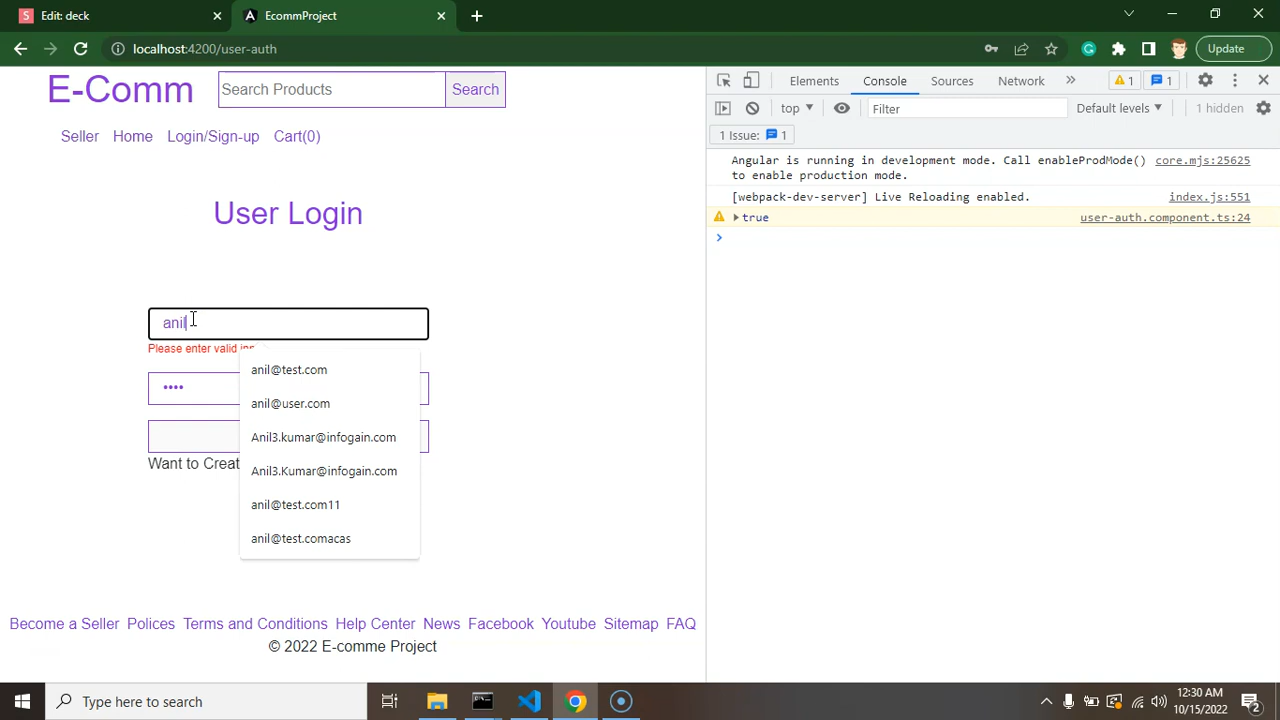 Edit: deck
EcommProject
localhost:4200/user-auth
Update
E-Comm
Search Products
Search
Seller
Home
Login/Sign-up
Cart(0)
User Login
anil
Please enter valid
••••
Want to Creat
anil@test.com
anil@user.com
Anil3.kumar@infogain.com
Anil3.Kumar@infogain.com
anil@test.com11
anil@test.comacas
Become a Seller
Polices
Terms and Conditions
Help Center
News
Facebook
Youtube
Sitemap
FAQ
© 2022 E-comme Project
Elements
Console
Sources
Network
1
1
top
Filter
Default levels
1 hidden
1 Issue:
1
Angular is running in development mode. Call enableProdMode()
core.mjs:25625
to enable production mode.
[webpack-dev-server] Live Reloading enabled.
index.js:551
true
user-auth.component.ts:24
Type here to search
12:30 AM
10/15/2022
2